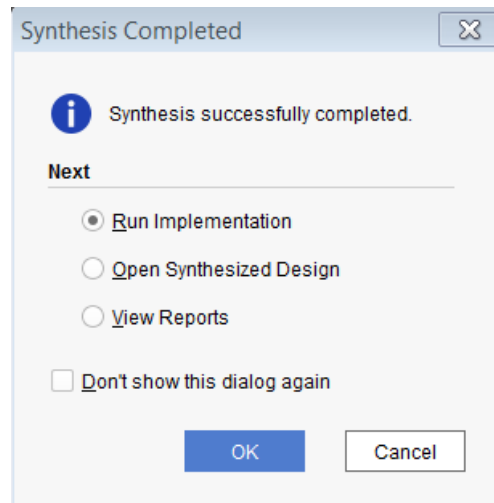 Synthesis Completed
Synthesis successfully completed.
Next
Run Implementation
Open Synthesized Design
View Reports
Don't show this dialog again
OK
Cancel